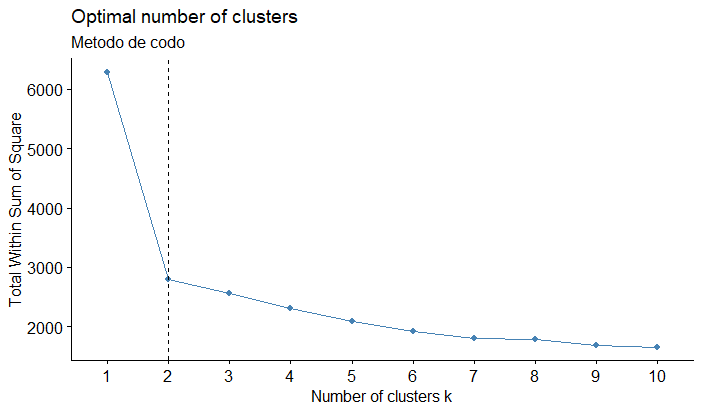 Optimal number of clusters
Metodo de codo
Total Within Sum of Square
6000
5000
4000
3000
2000
1 2 3 4 5 6 7 8 9 10
Number of clusters k